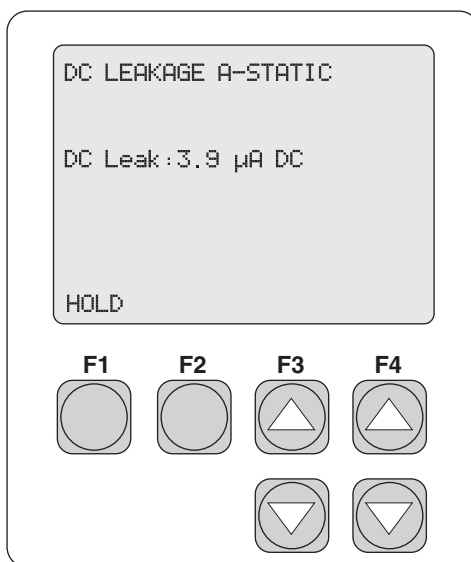 DC LEAKAGE A-STATIC
DC Leak:3.9 µA DC
HOLD
F1 F2 F3 F4